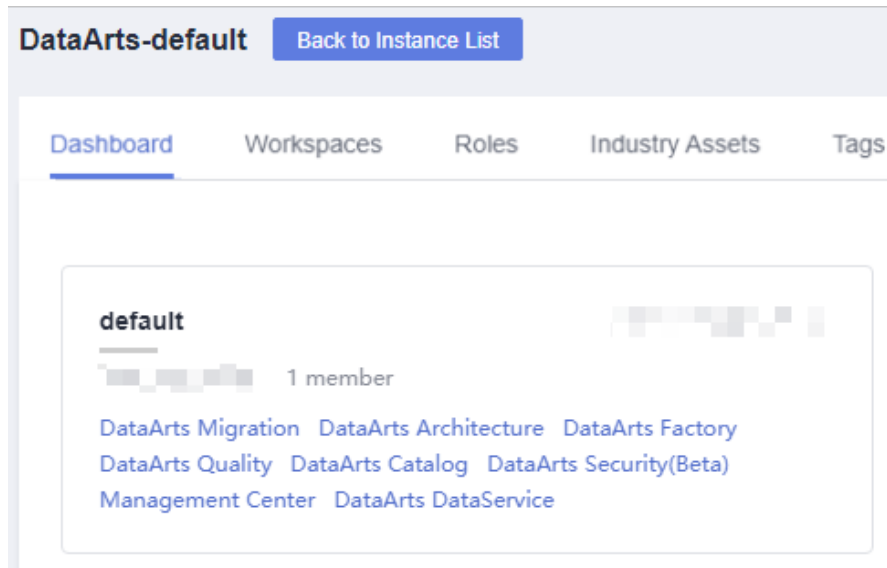 DataArts-default Back to Instance List
Dashboard Workspaces Roles Industry Assets Tags
default
1 member
DataArts Migration DataArts Architecture DataArts Factory
DataArts Quality DataArts Catalog DataArts Security(Beta)
Management Center DataArts DataService